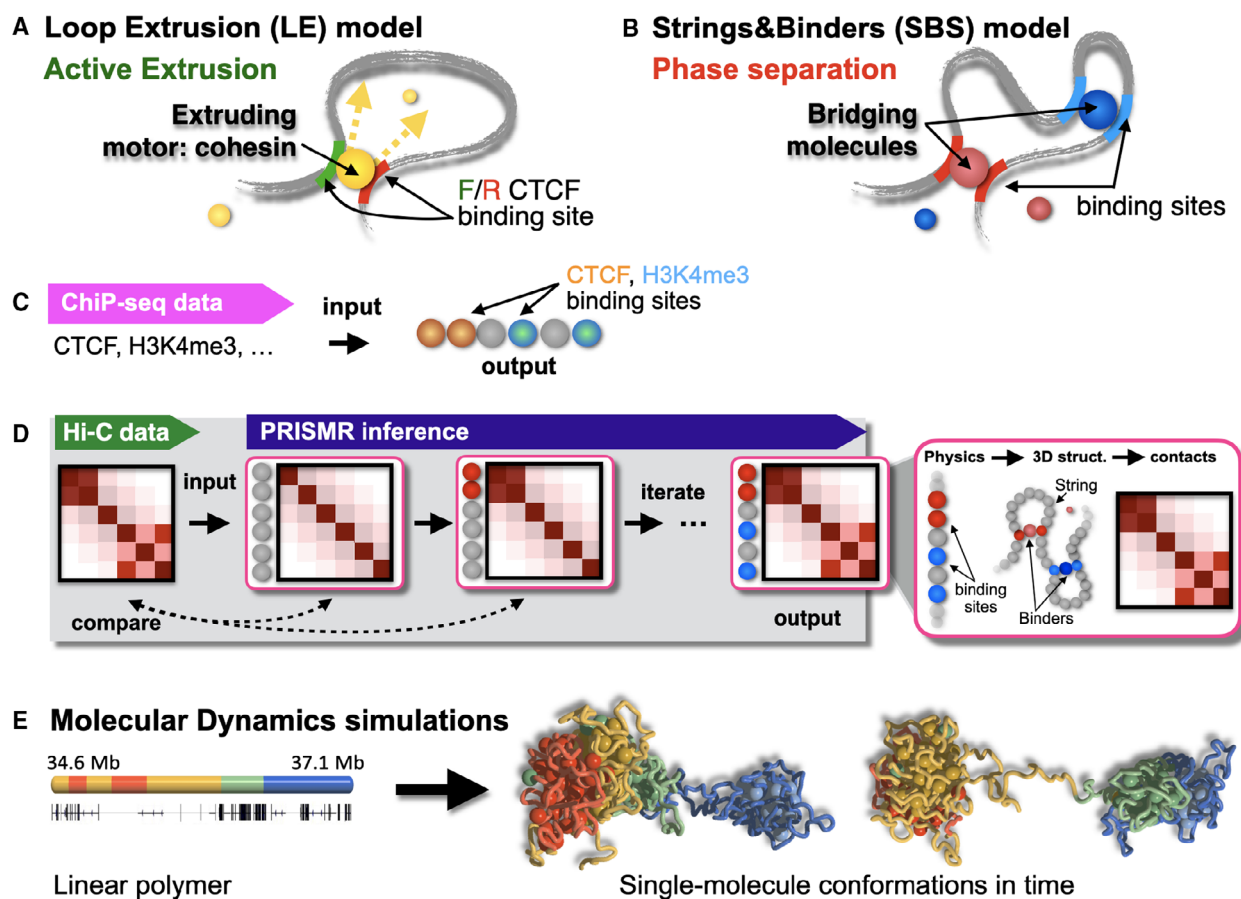 A Loop Extrusion (LE) model
Active Extrusion
Extruding
motor: cohesin
F/R CTCF
binding site
B Strings&Binders (SBS) model
Phase separation
Bridging
molecules
binding sites
C ChiP-seq data
CTCF, H3K4me3, ...
input
CTCF, H3K4me3
binding sites
output
D Hi-C data
PRISMR inference
input
iterate
...
compare
output
Physics 3D struct. contacts
String
binding
sites
Binders
E Molecular Dynamics simulations
34.6 Mb 37.1 Mb
Linear polymer
Single-molecule conformations in time